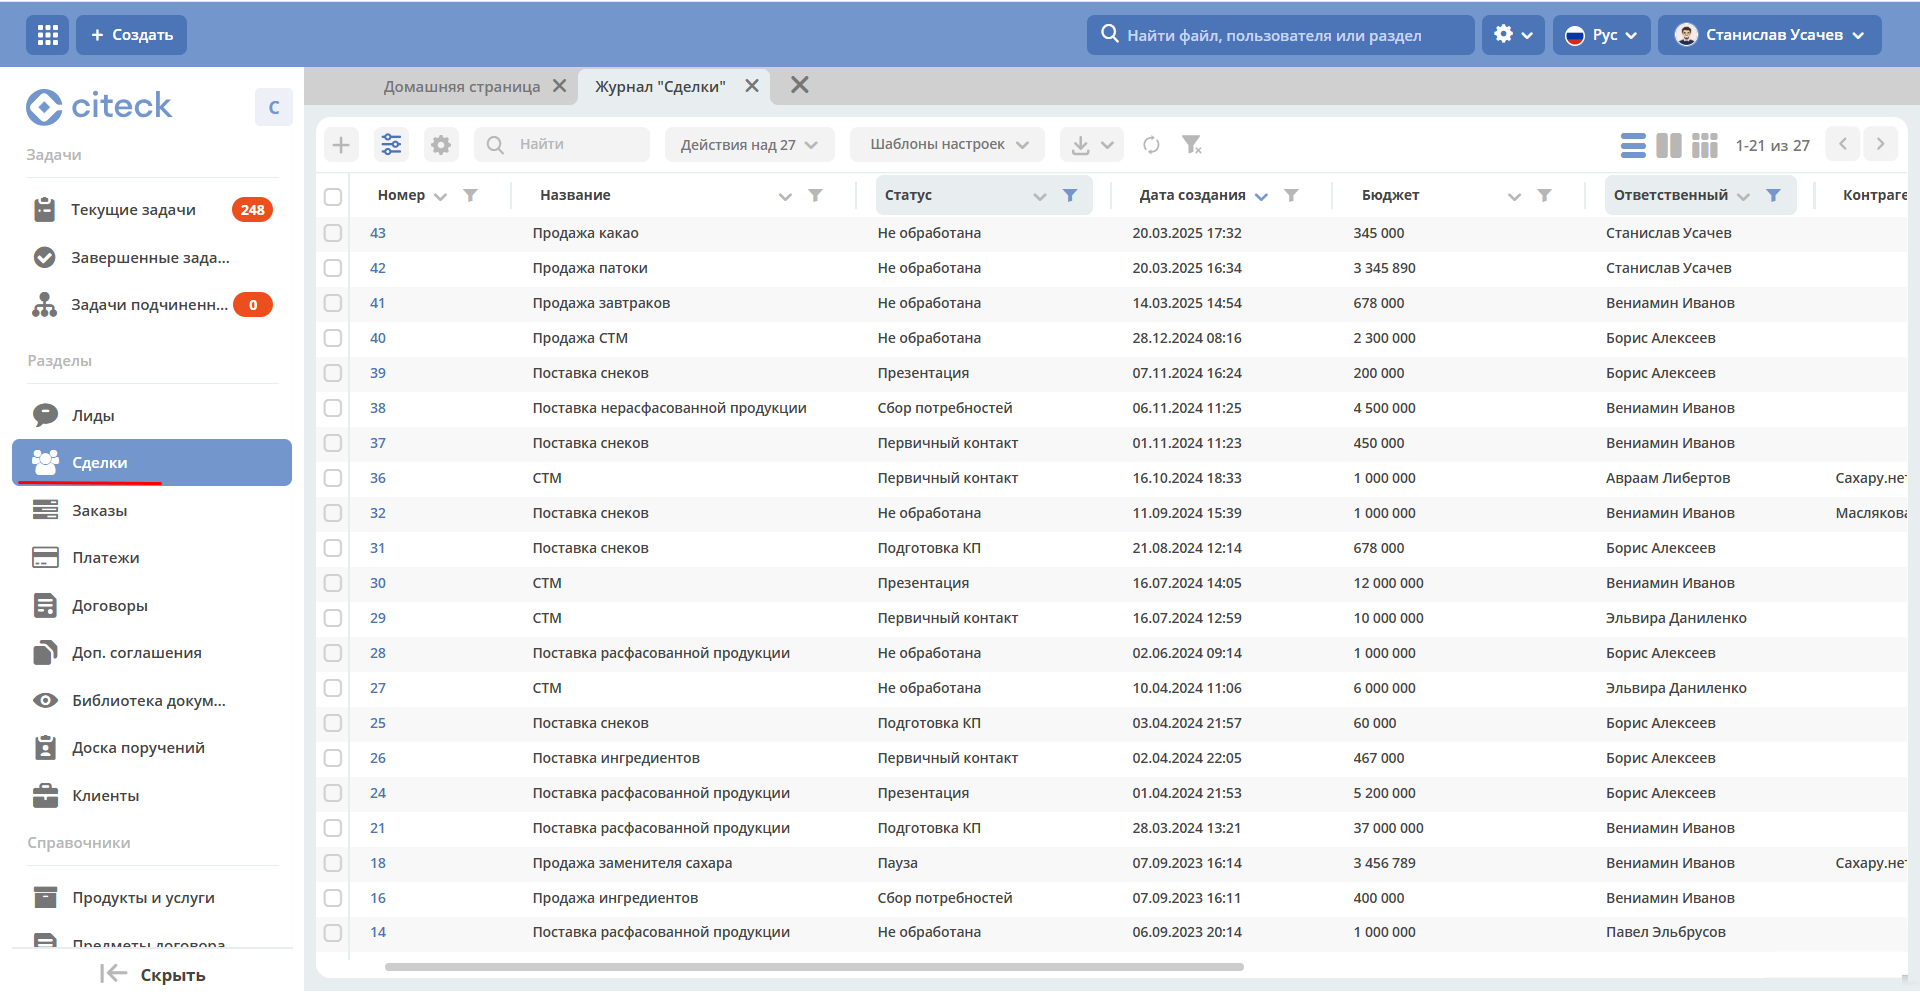 + Создать
Найти файл, пользователя или раздел
Рус
Станислав Усачев
citeck
С
Задачи
Текущие задачи 248
Завершенные зада...
Задачи подчиненн... 0
Разделы
Лиды
Сделки
Заказы
Платежи
Договоры
Доп. соглашения
Библиотека докум...
Доска поручений
Клиенты
Справочники
Продукты и услуги
Предметы договора
Скрыть
Домашняя страница
Журнал "Сделки"
Найти
Действия над 27
Шаблоны настроек
1-21 из 27
Номер Название Статус Дата создания Бюджет Ответственный Контраге
43 Продажа какао Не обработана 20.03.2025 17:32 345 000 Станислав Усачев
42 Продажа патоки Не обработана 20.03.2025 16:34 3 345 890 Станислав Усачев
41 Продажа завтраков Не обработана 14.03.2025 14:54 678 000 Вениамин Иванов
40 Продажа СТМ Не обработана 28.12.2024 08:16 2 300 000 Борис Алексеев
39 Поставка снеков Презентация 07.11.2024 16:24 200 000 Борис Алексеев
38 Поставка нерасфасованной продукции Сбор потребностей 06.11.2024 11:25 4 500 000 Вениамин Иванов
37 Поставка снеков Первичный контакт 01.11.2024 11:23 450 000 Вениамин Иванов
36 СТМ Первичный контакт 16.10.2024 18:33 1 000 000 Авраам Либертов Сахару.нет
32 Поставка снеков Не обработана 11.09.2024 15:39 1 000 000 Вениамин Иванов Маслякова
31 Поставка снеков Подготовка КП 21.08.2024 12:14 678 000 Борис Алексеев
30 СТМ Презентация 16.07.2024 14:05 12 000 000 Вениамин Иванов
29 СТМ Первичный контакт 16.07.2024 12:59 10 000 000 Эльвира Даниленко
28 Поставка расфасованной продукции Не обработана 02.06.2024 09:14 1 000 000 Борис Алексеев
27 СТМ Не обработана 10.04.2024 11:06 6 000 000 Эльвира Даниленко
25 Поставка снеков Подготовка КП 03.04.2024 21:57 60 000 Борис Алексеев
26 Поставка ингредиентов Первичный контакт 02.04.2024 22:05 467 000 Борис Алексеев
24 Поставка расфасованной продукции Презентация 01.04.2024 21:53 5 200 000 Борис Алексеев
21 Поставка расфасованной продукции Подготовка КП 28.03.2024 13:21 37 000 000 Вениамин Иванов
18 Продажа заменителя сахара Пауза 07.09.2023 16:14 3 456 789 Вениамин Иванов Сахару.нет
16 Продажа ингредиентов Сбор потребностей 07.09.2023 16:11 400 000 Вениамин Иванов
14 Поставка расфасованной продукции Не обработана 06.09.2023 20:14 1 000 000 Павел Эльбрусов